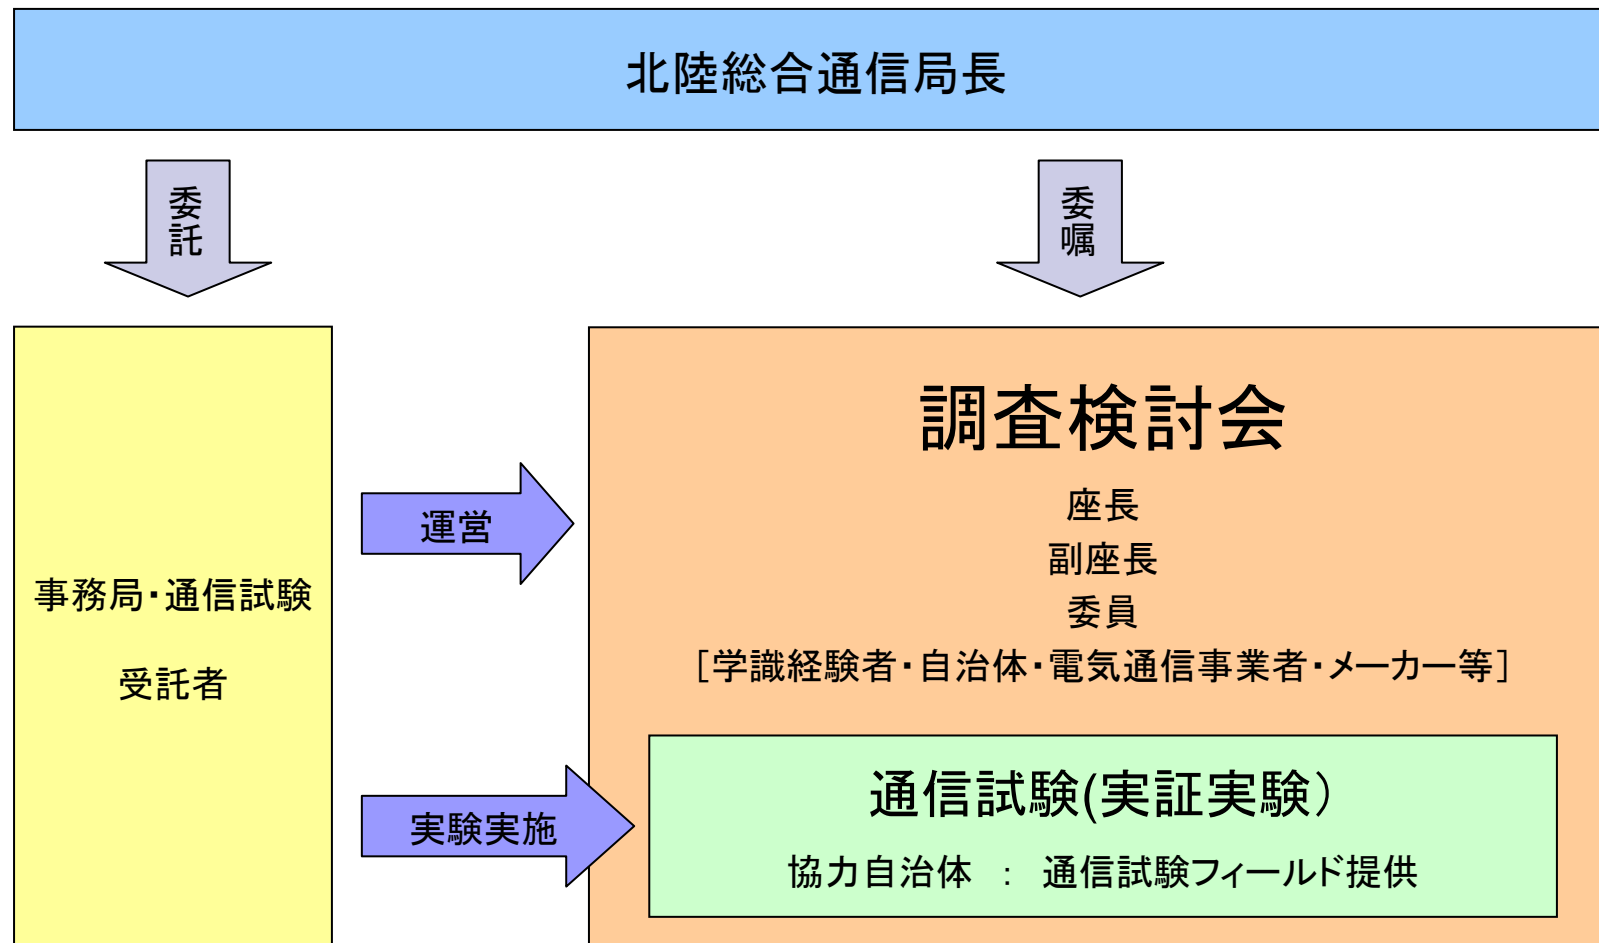 北陸総合通信局長
委託
委嘱
調査検討会
座長
副座長
委員
［学識経験者・自治体・電気通信事業者・メーカー等］
運営
事務局・通信試験
受託者
実験実施
通信試験(実証実験）
協力自治体　：　通信試験フィールド提供